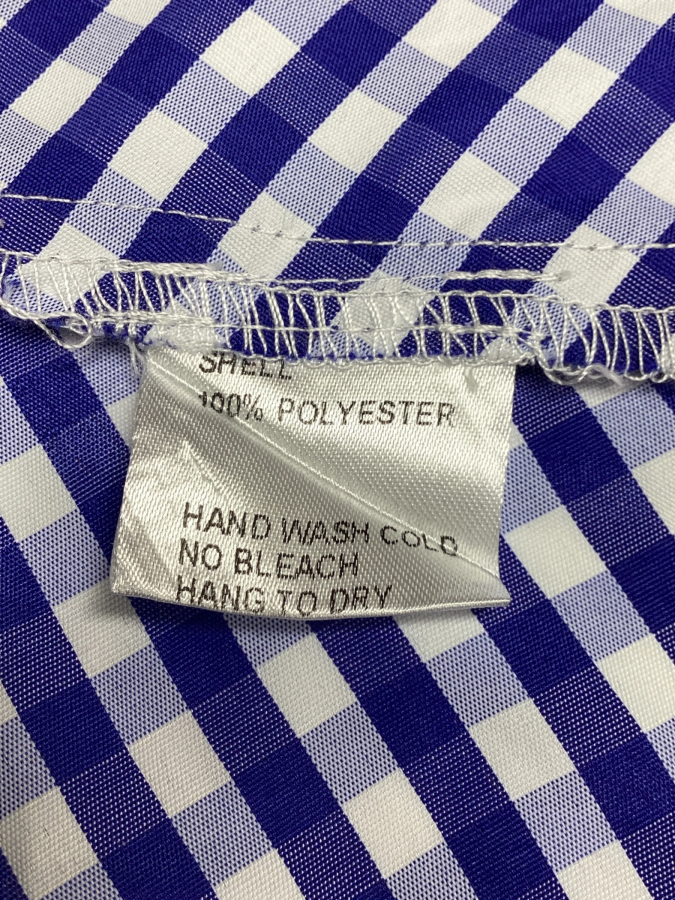 SHELL
100% POLYESTER
HAND WASH COLD
NO BLEACH
HANG TO DRY